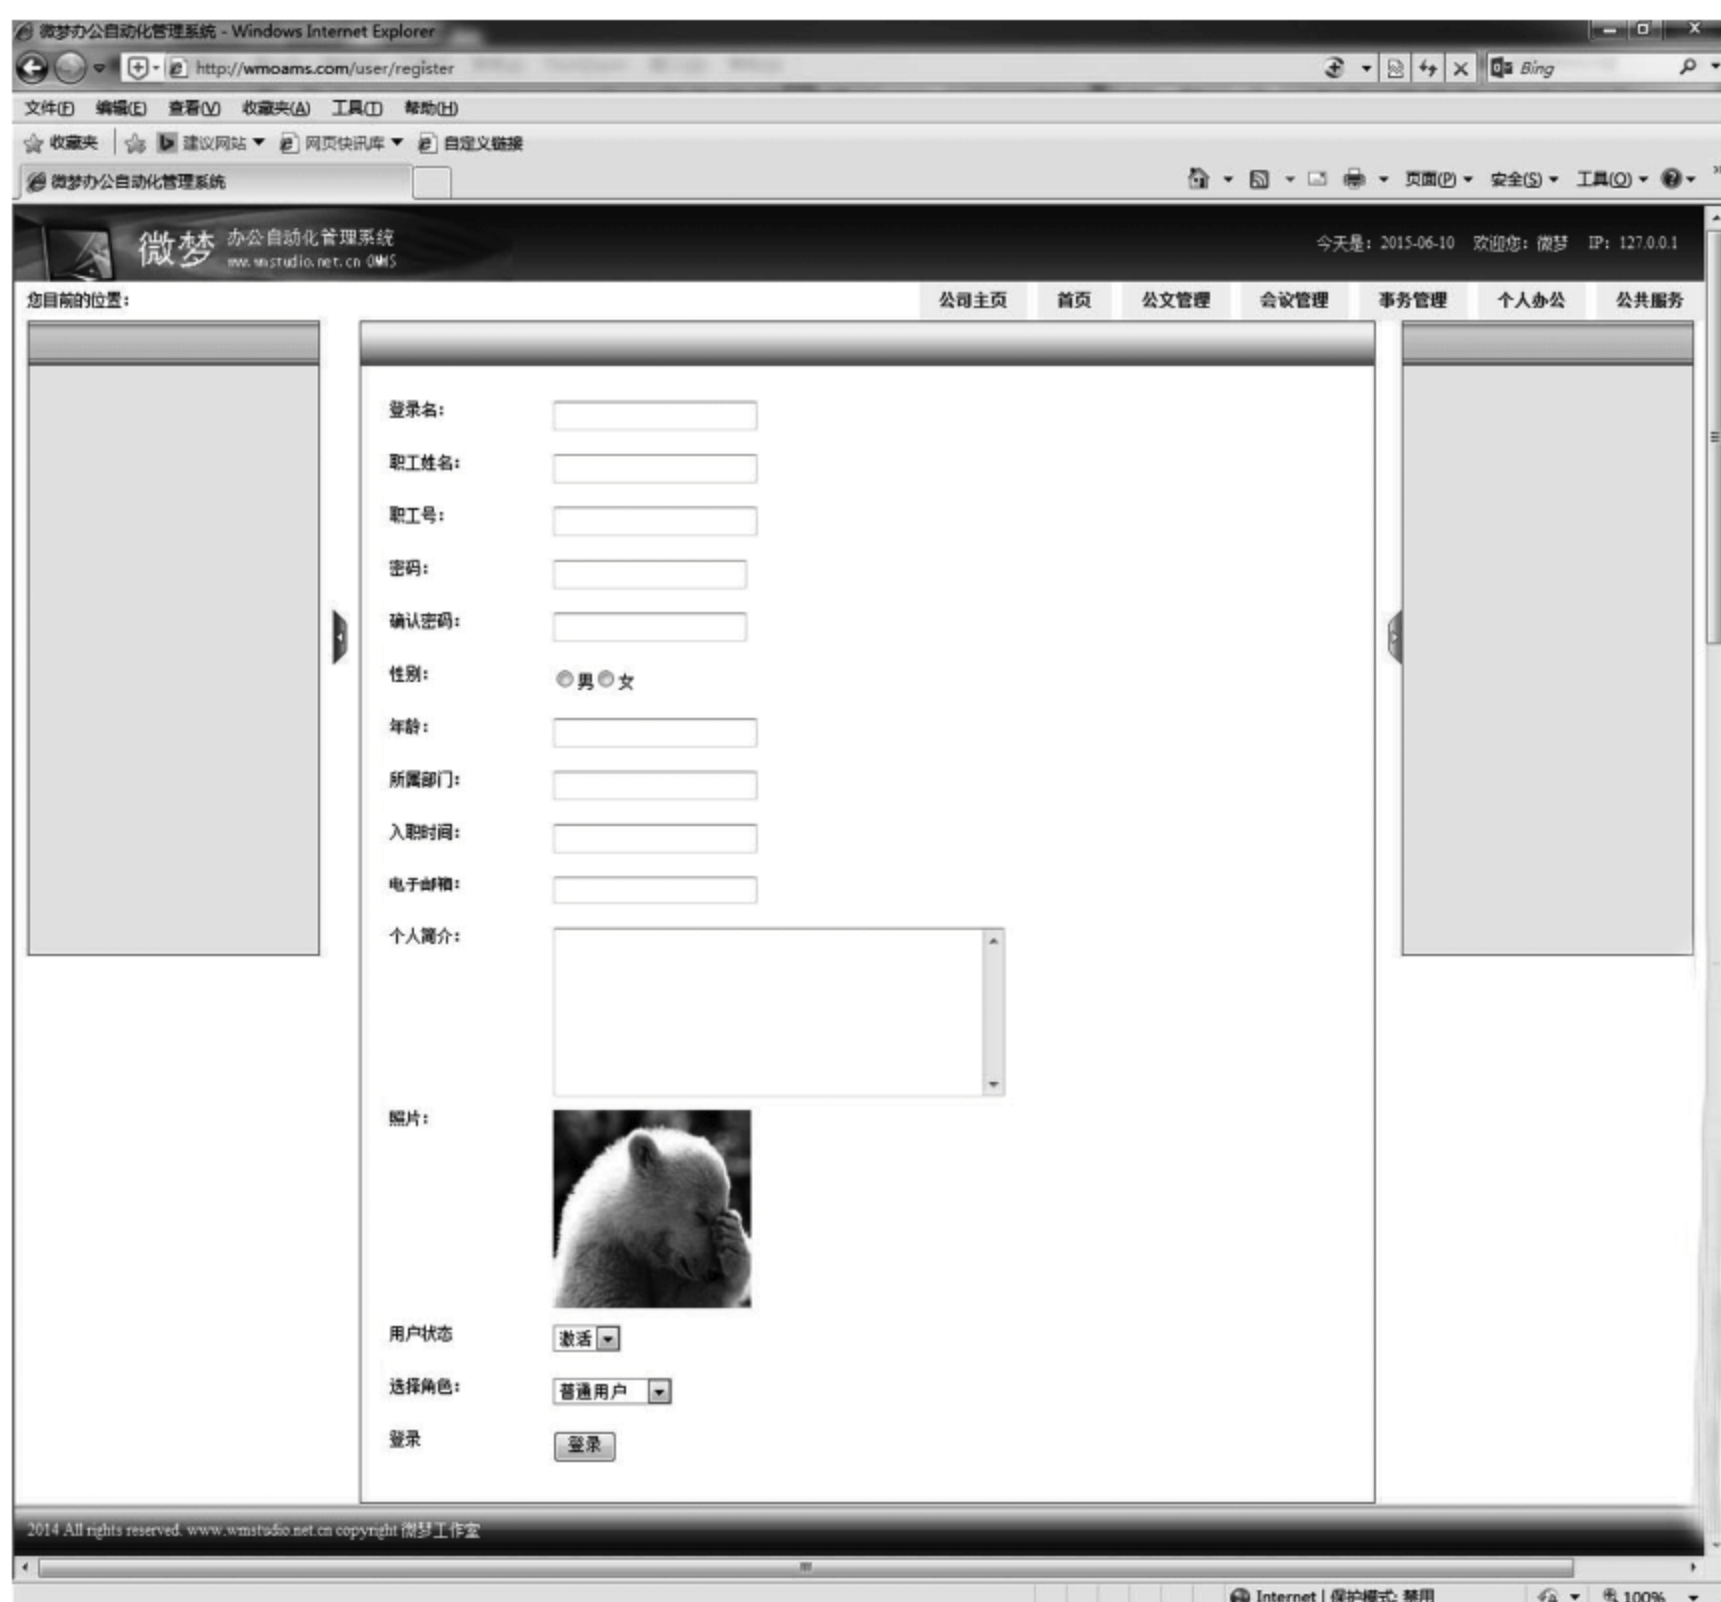 微梦办公自动化管理系统 - Windows Internet Explorer
http://wmoams.com/user/register
Bing
文件(F) 编辑(E) 查看(V) 收藏夹(A) 工具(T) 帮助(H)
收藏夹 建议网站 网页快讯库 自定义链接
微梦办公自动化管理系统
页面(P) 安全(S) 工具(O)
微梦 办公自动化管理系统
www.wmstudio.net.cn OAMS
今天是：2015-06-10 欢迎您：微梦 IP：127.0.0.1
您目前的位置：
公司主页 首页 公文管理 会议管理 事务管理 个人办公 公共服务
登录名：
职工姓名：
职工号：
密码：
确认密码：
性别： 男 女
年龄：
所属部门：
入职时间：
电子邮箱：
个人简介：
照片：
用户状态 激活
选择角色： 普通用户
登录 登录
2014 All rights reserved. www.wmstudio.net.cn copyright 微梦工作室
Internet | 保护模式: 禁用
100%